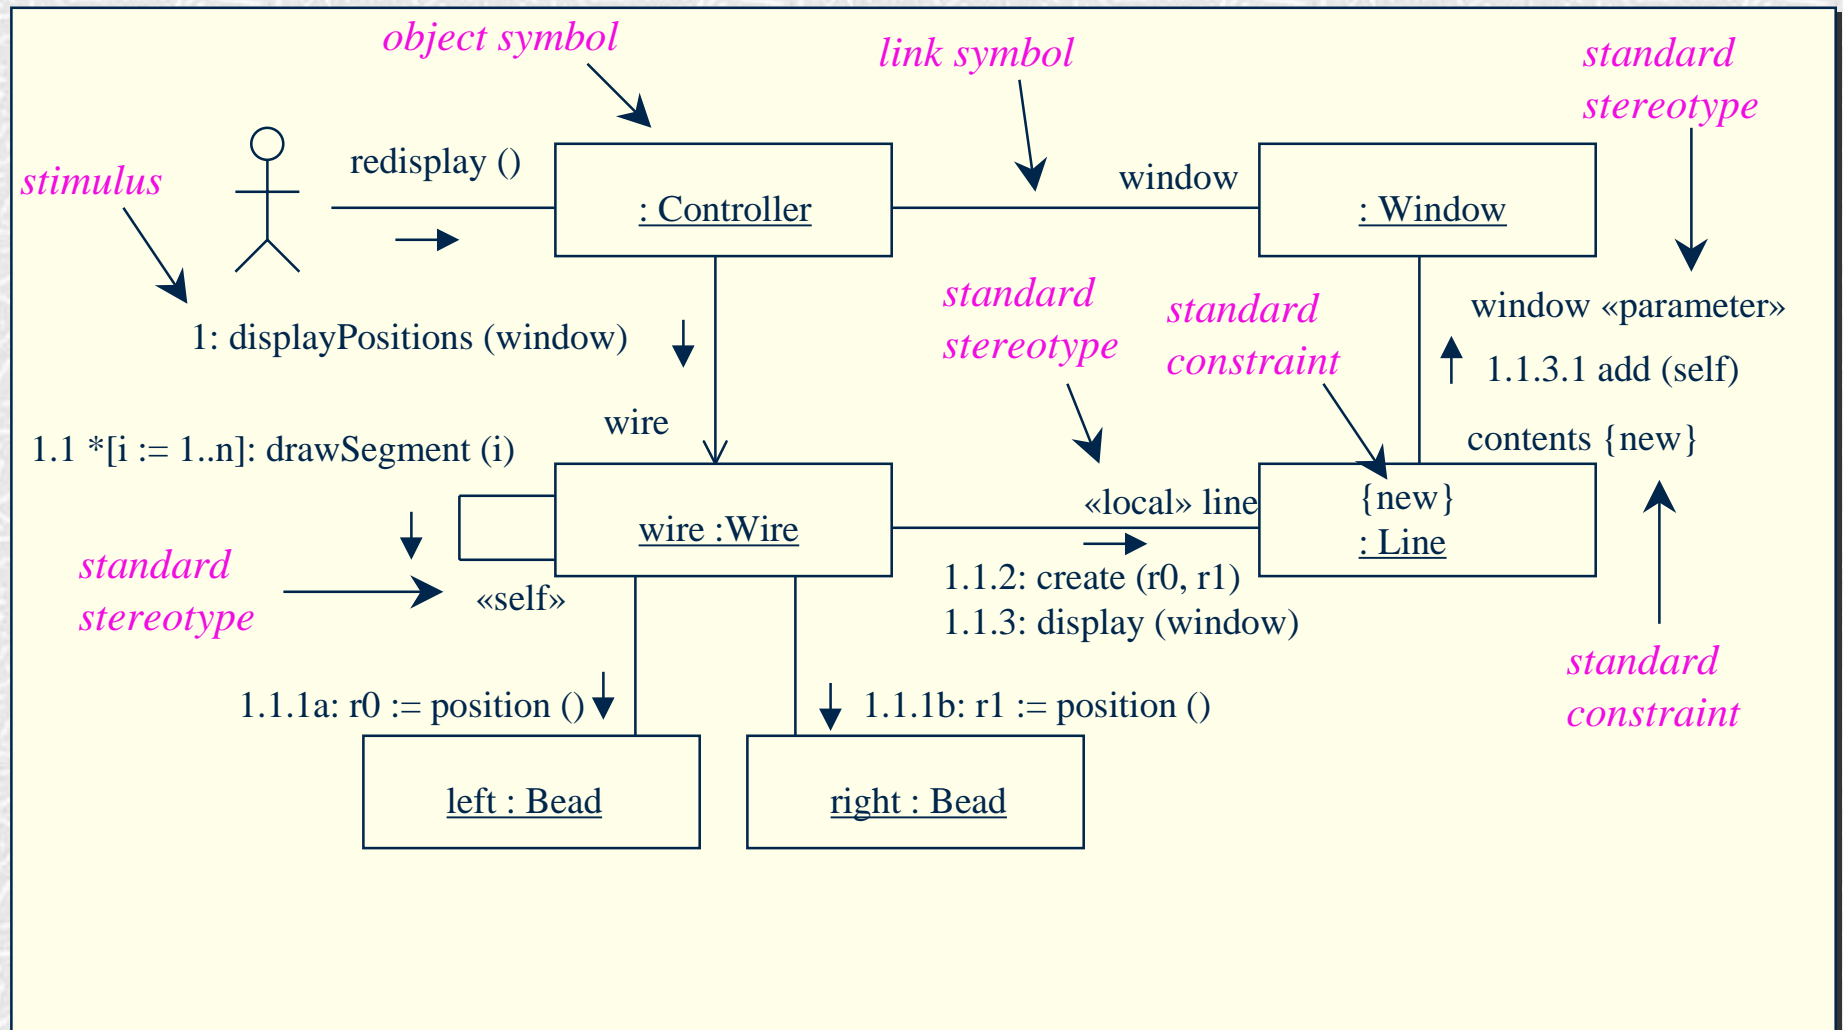 object symbol
link symbol
standard
stereotype
stimulus
redisplay ()
: Controller
window
: Window
standard
stereotype
standard
constraint
window «parameter»
1: displayPositions (window)
1.1.3.1 add (self)
wire
contents {new}
1.1 *[i := 1..n]: drawSegment (i)
wire :Wire
«local» line
{new}
: Line
standard
stereotype
«self»
1.1.2: create (r0, r1)
1.1.3: display (window)
standard
constraint
1.1.1a: r0 := position ()
1.1.1b: r1 := position ()
left : Bead
right : Bead